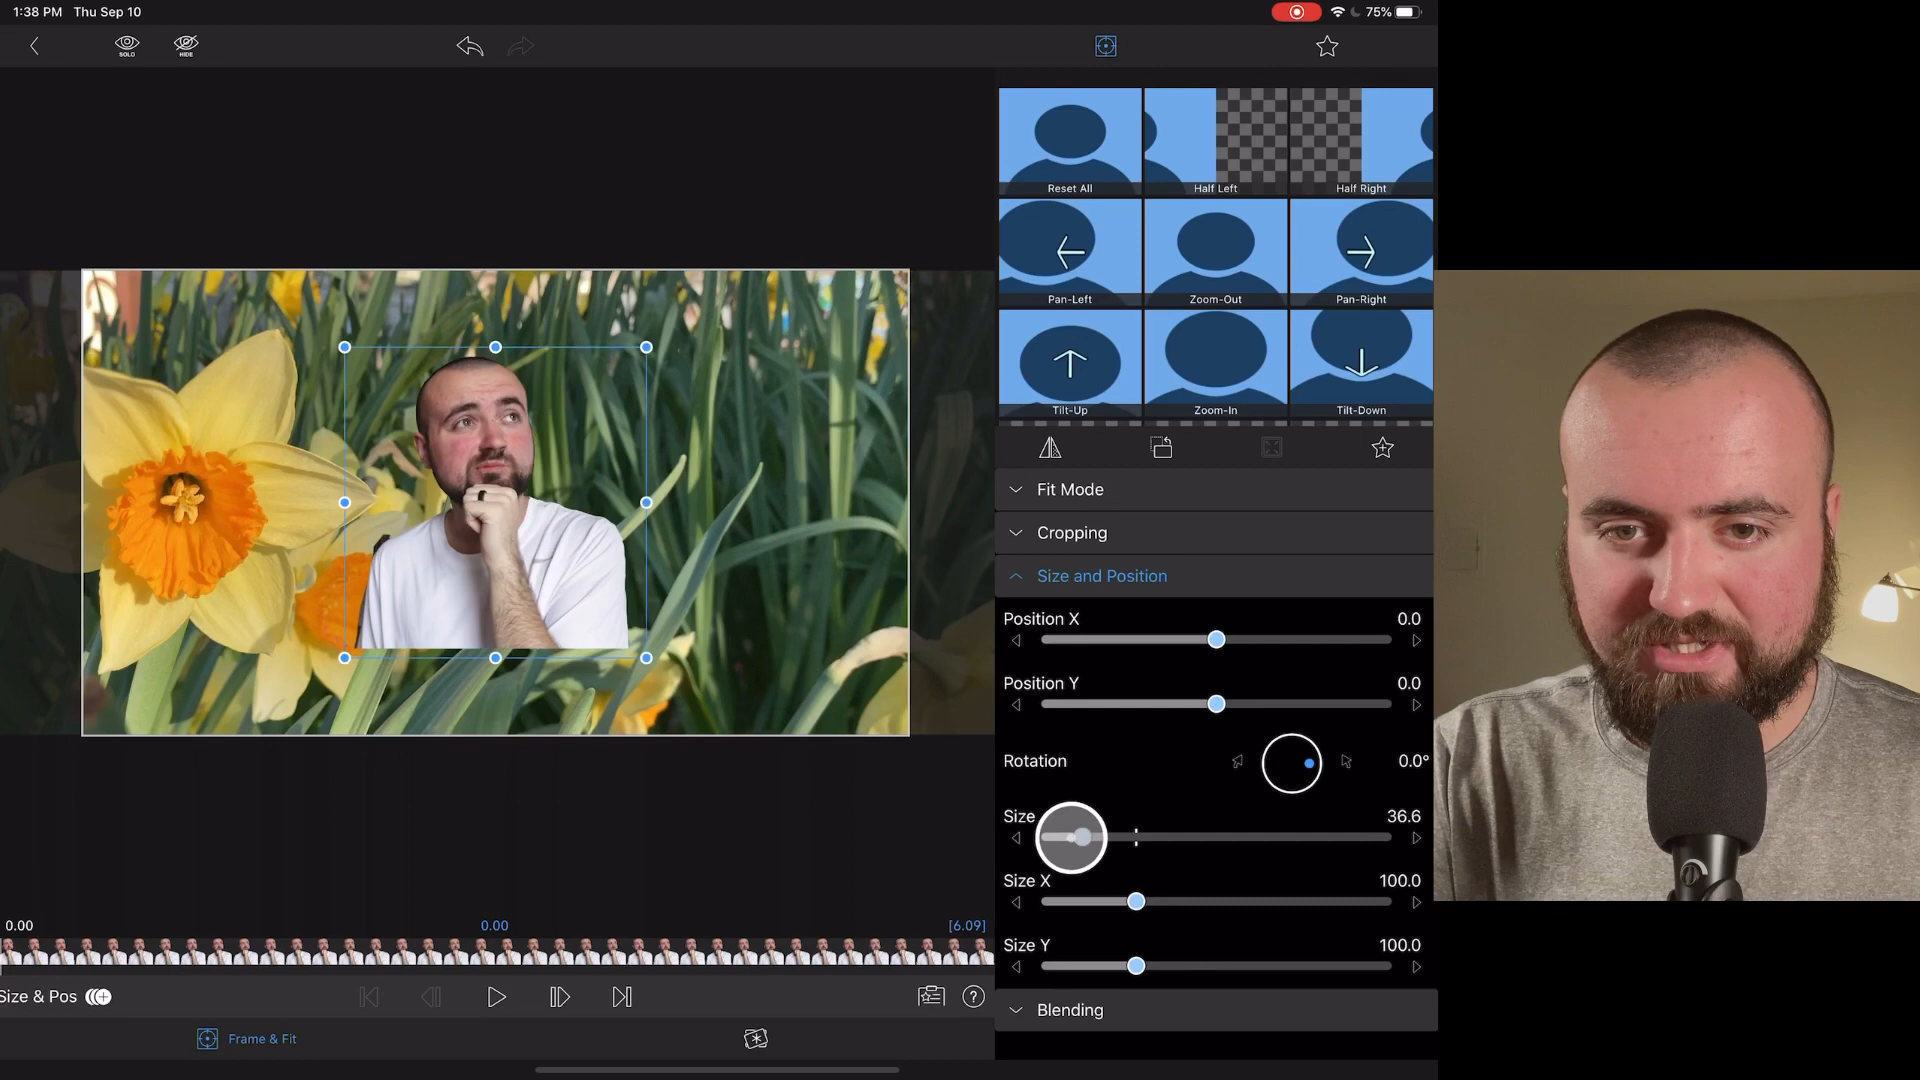 1:38 PM Thu Sep 10
75%
SOLO
HIDE
Reset All
Half Left
Half Right
Pan-Left
Zoom-Out
Pan-Right
Tilt-Up
Zoom-In
Tilt-Down
Fit Mode
Cropping
Size and Position
Position X 0.0
Position Y 0.0
Rotation 0.0°
Size 36.6
Size X 100.0
Size Y 100.0
Blending
0.00
0.00
[6.09]
Size & Pos
?
Frame & Fit